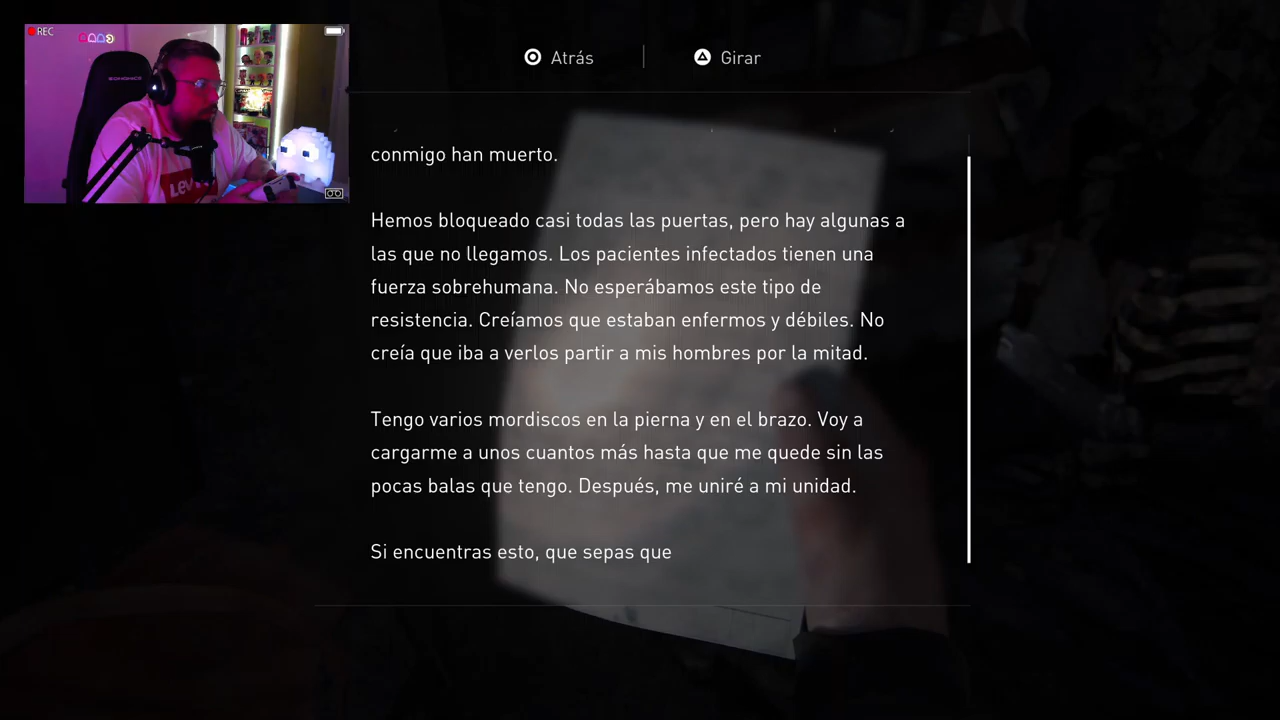 REC
Atrás
Girar
conmigo han muerto.
Hemos bloqueado casi todas las puertas, pero hay algunas a
las que no llegamos. Los pacientes infectados tienen una
fuerza sobrehumana. No esperábamos este tipo de
resistencia. Creíamos que estaban enfermos y débiles. No
creía que iba a verlos partir a mis hombres por la mitad.
Tengo varios mordiscos en la pierna y en el brazo. Voy a
cargarme a unos cuantos más hasta que me quede sin las
pocas balas que tengo. Después, me uniré a mi unidad.
Si encuentras esto, que sepas que